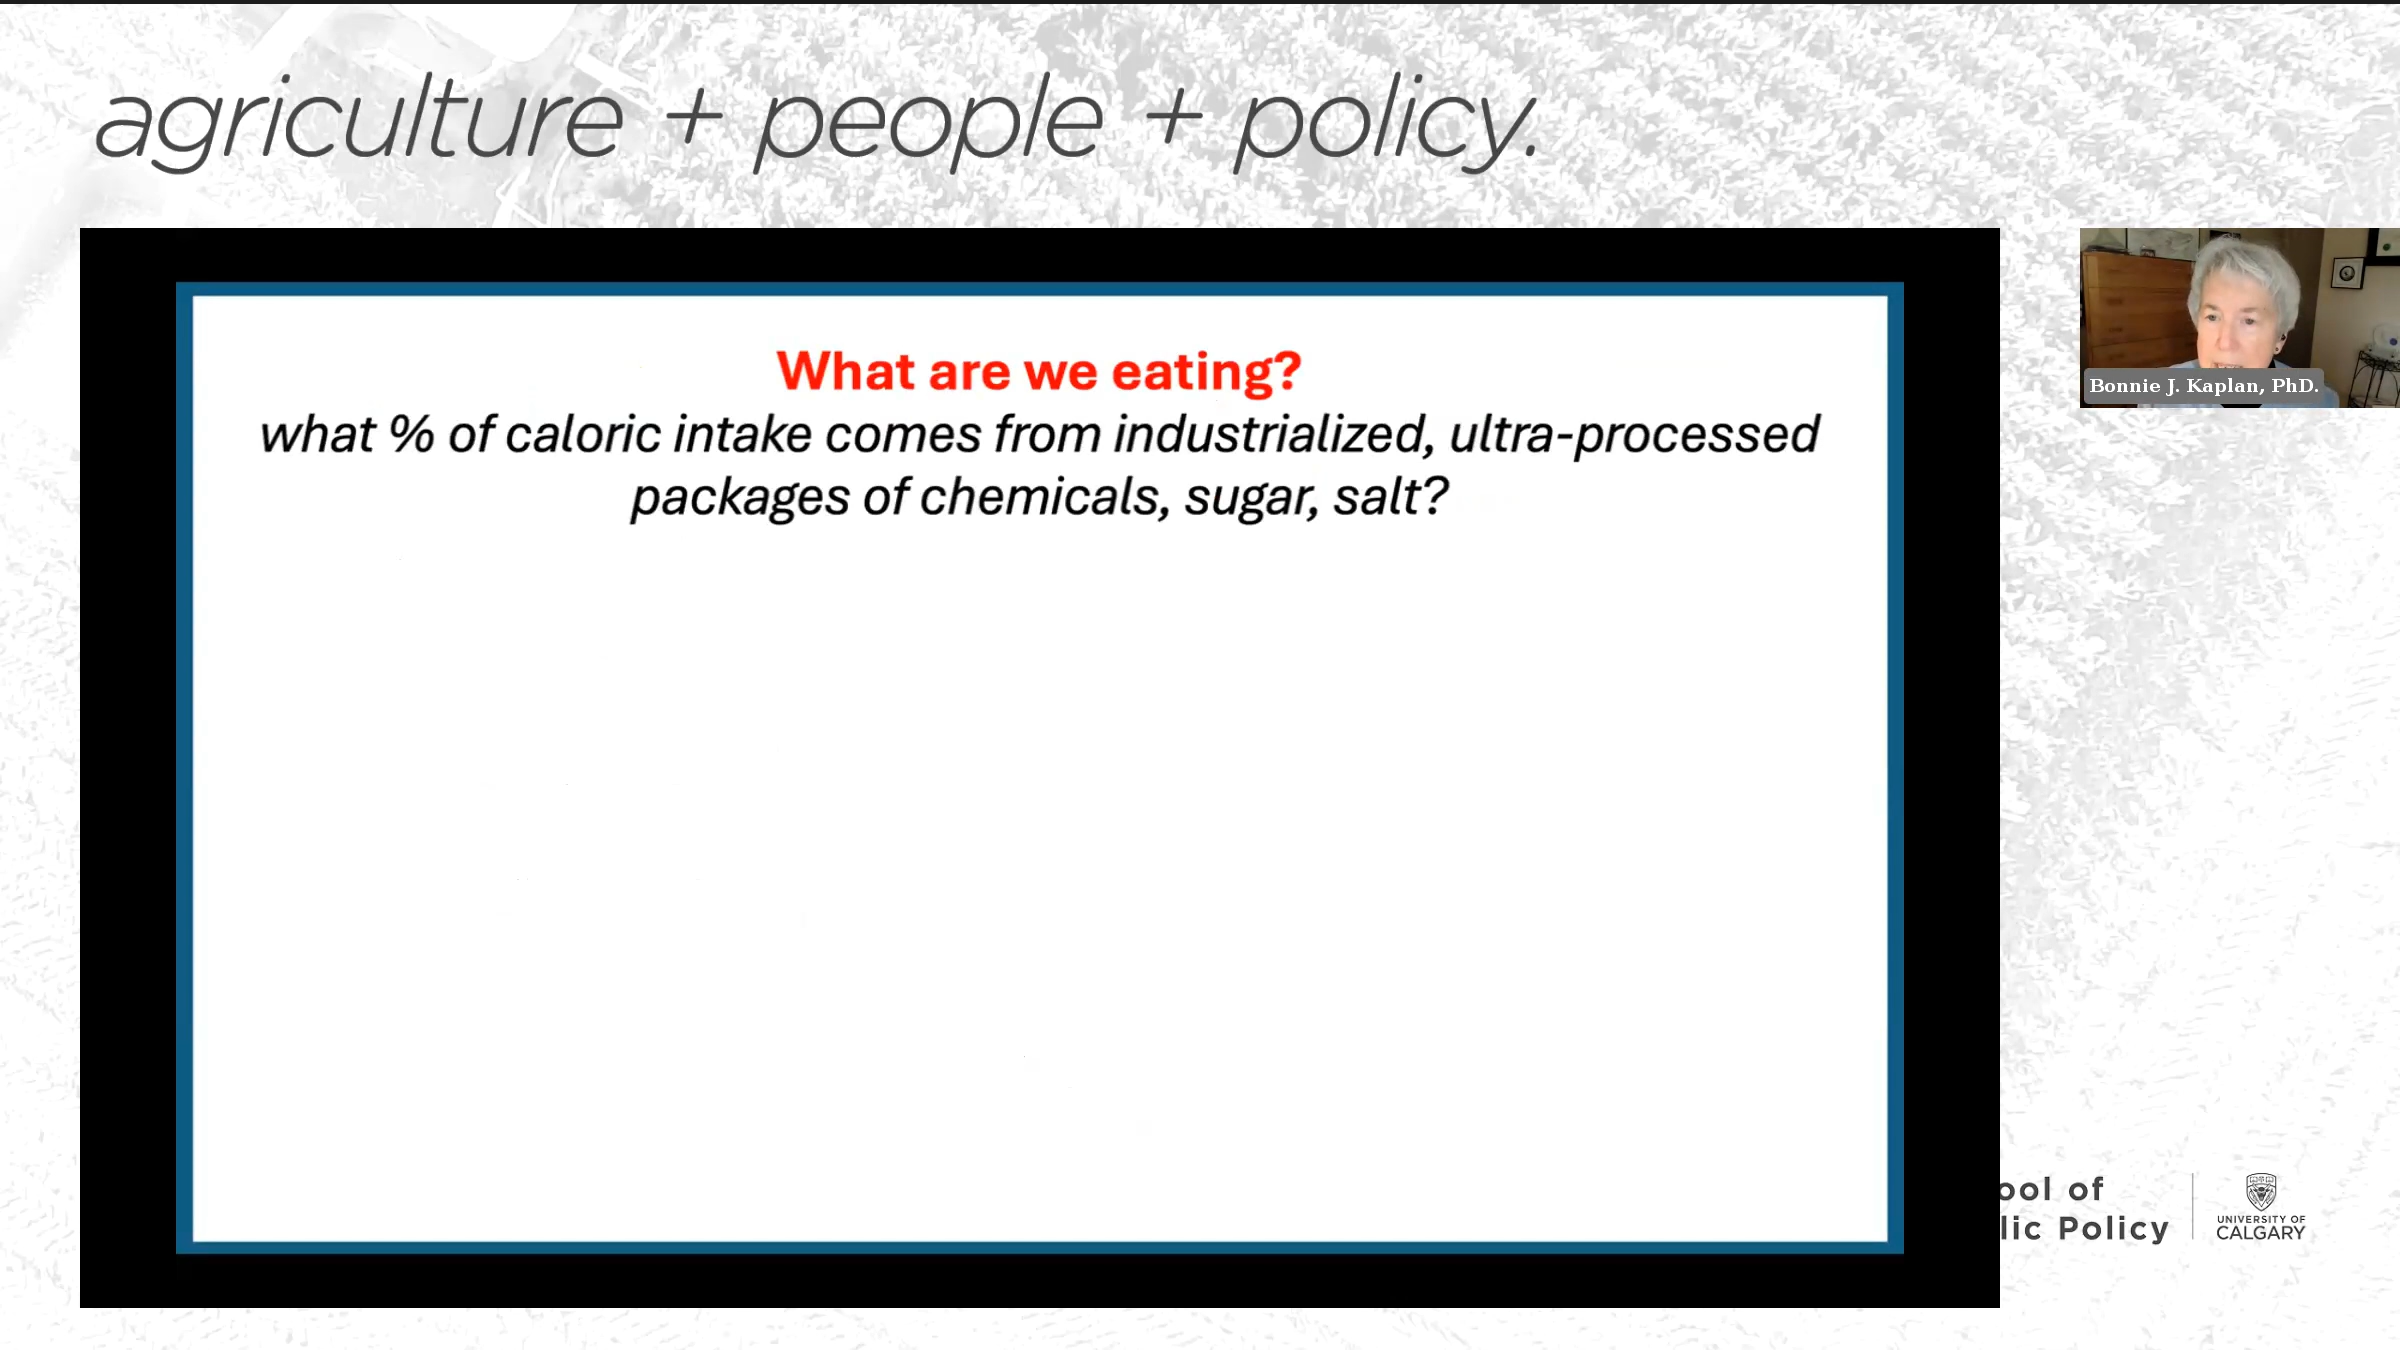 agriculture + people + policy.
What are we eating?
what % of caloric intake comes from industrialized, ultra-processed
packages of chemicals, sugar, salt?
Bonnie J. Kaplan, PhD.
ool of
lic Policy
UNIVERSITY OF
CALGARY